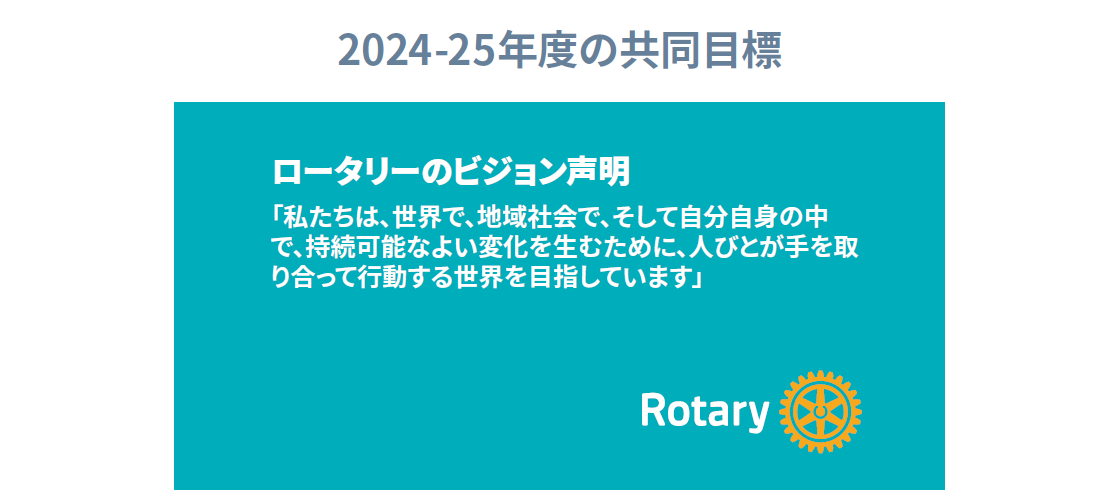 2024-25年度の共同目標
ロータリーのビジョン声明
「私たちは、世界で、地域社会で、そして自分自身の中
で、持続可能なよい変化を生むために、人びとが手を取
り合って行動する世界を目指しています」
Rotary